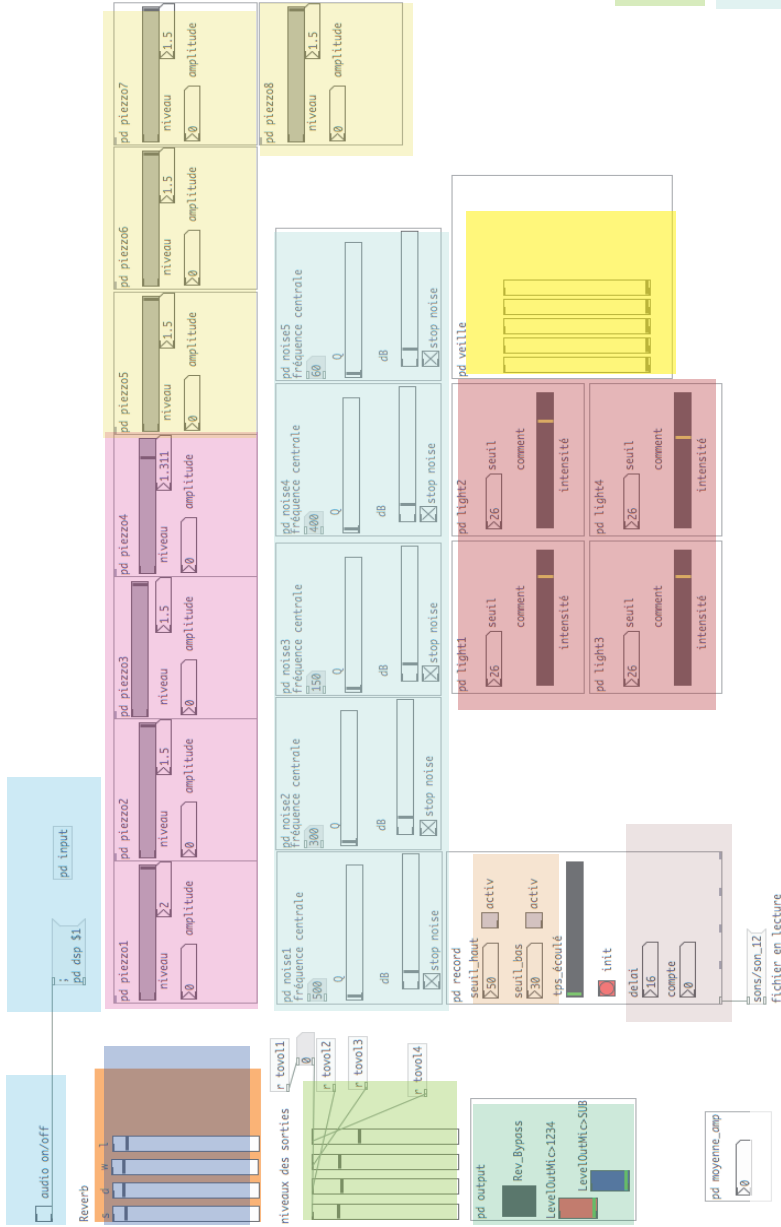 audio on/off
;
pd dsp $1
pd input
Reverb
s d w l
pd piezzo1
niveau
2
0
amplitude
pd piezzo2
niveau
1.5
0
amplitude
pd piezzo3
niveau
1.5
0
amplitude
pd piezzo4
niveau
1.311
0
amplitude
pd piezzo5
niveau
1.5
0
amplitude
pd piezzo6
niveau
1.5
0
amplitude
pd piezzo7
niveau
1.5
0
amplitude
pd piezzo8
niveau
1.5
0
amplitude
niveaux des sorties
r tovol1
0
r tovol2
r tovol3
r tovol4
pd noise1
fréquence centrale
500
Q
dB
stop noise
pd noise2
fréquence centrale
300
Q
dB
stop noise
pd noise3
fréquence centrale
150
Q
dB
stop noise
pd noise4
fréquence centrale
400
Q
dB
stop noise
pd noise5
fréquence centrale
60
Q
dB
stop noise
pd output
Rev_Bypass
LevelOutMic>1234
LevelOutMic>SUB
pd record
seuil_haut
50
activ
seuil_bas
30
activ
tps_écoulé
init
delai
16
compte
0
sons/son_12
fichier en lecture
pd light1
26
seuil
comment
intensité
pd light2
26
seuil
comment
intensité
pd light3
26
seuil
comment
intensité
pd light4
26
seuil
comment
intensité
pd veille
pd moyenne_amp
0